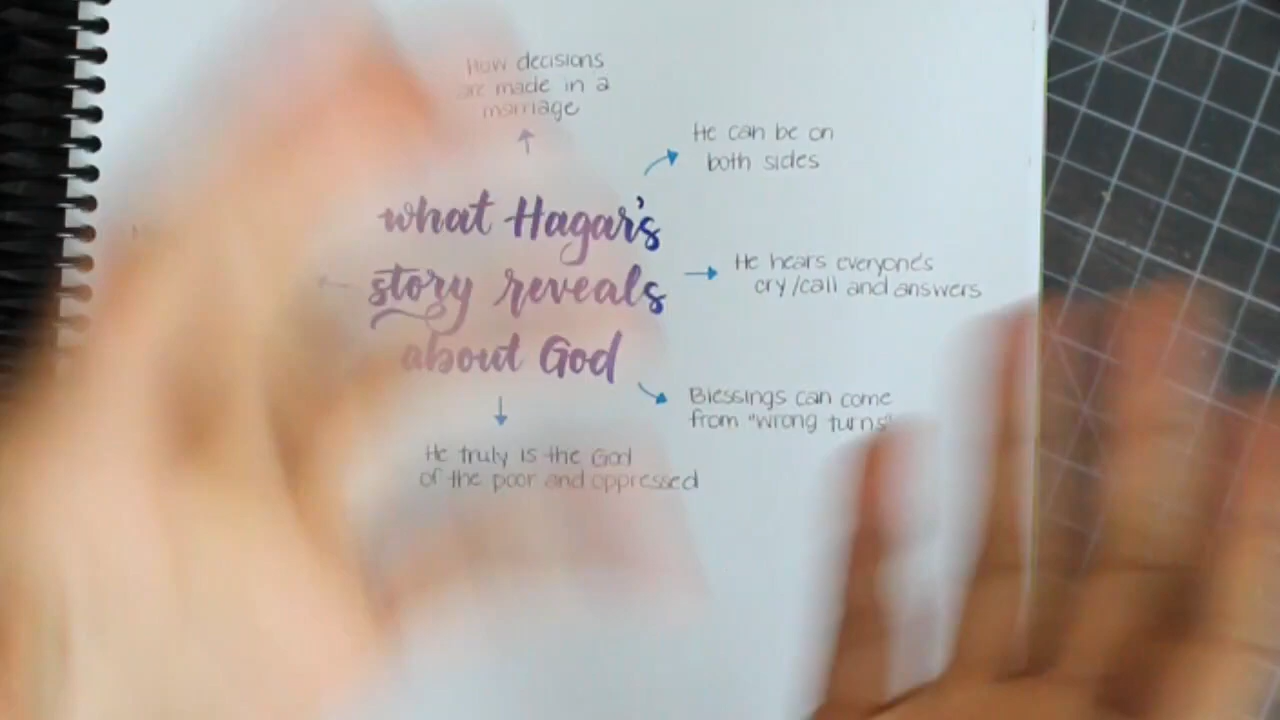 How decisions
are made in a
marriage
He can be on
both sides
what Hagar's
story reveals
about God
He hears everyone's
cry/call and answers
Blessings can come
from "wrong turns"
He truly is the God
of the poor and oppressed